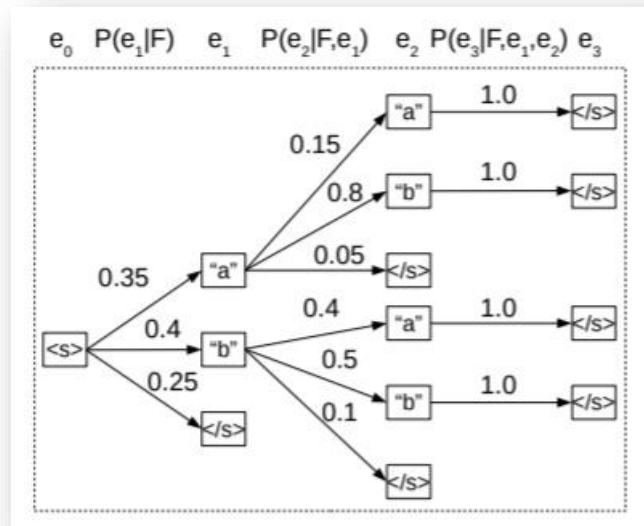 e₀ P(e₁|F) e₁ P(e₂|F,e₁) e₂ P(e₃|F,e₁,e₂) e₃
"a" 1.0 </s>
0.15
0.8 "b" 1.0 </s>
0.35 "a" 0.05 </s>
0.4 "a" 1.0 </s>
<s> 0.4 "b"
0.5
0.25 "b" 1.0 </s>
0.1
</s>
</s>